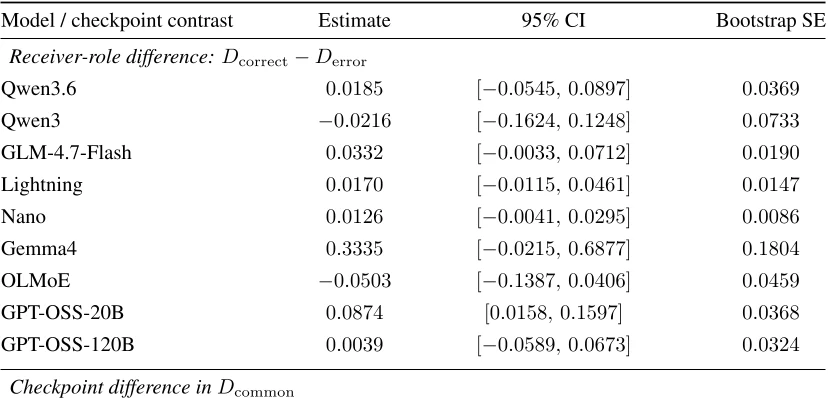 Model / checkpoint contrast Estimate 95% CI Bootstrap SE
Receiver-role difference: D_correct − D_error
Qwen3.6 0.0185 [−0.0545, 0.0897] 0.0369
Qwen3 −0.0216 [−0.1624, 0.1248] 0.0733
GLM-4.7-Flash 0.0332 [−0.0033, 0.0712] 0.0190
Lightning 0.0170 [−0.0115, 0.0461] 0.0147
Nano 0.0126 [−0.0041, 0.0295] 0.0086
Gemma4 0.3335 [−0.0215, 0.6877] 0.1804
OLMoE −0.0503 [−0.1387, 0.0406] 0.0459
GPT-OSS-20B 0.0874 [0.0158, 0.1597] 0.0368
GPT-OSS-120B 0.0039 [−0.0589, 0.0673] 0.0324
Checkpoint difference in D_common